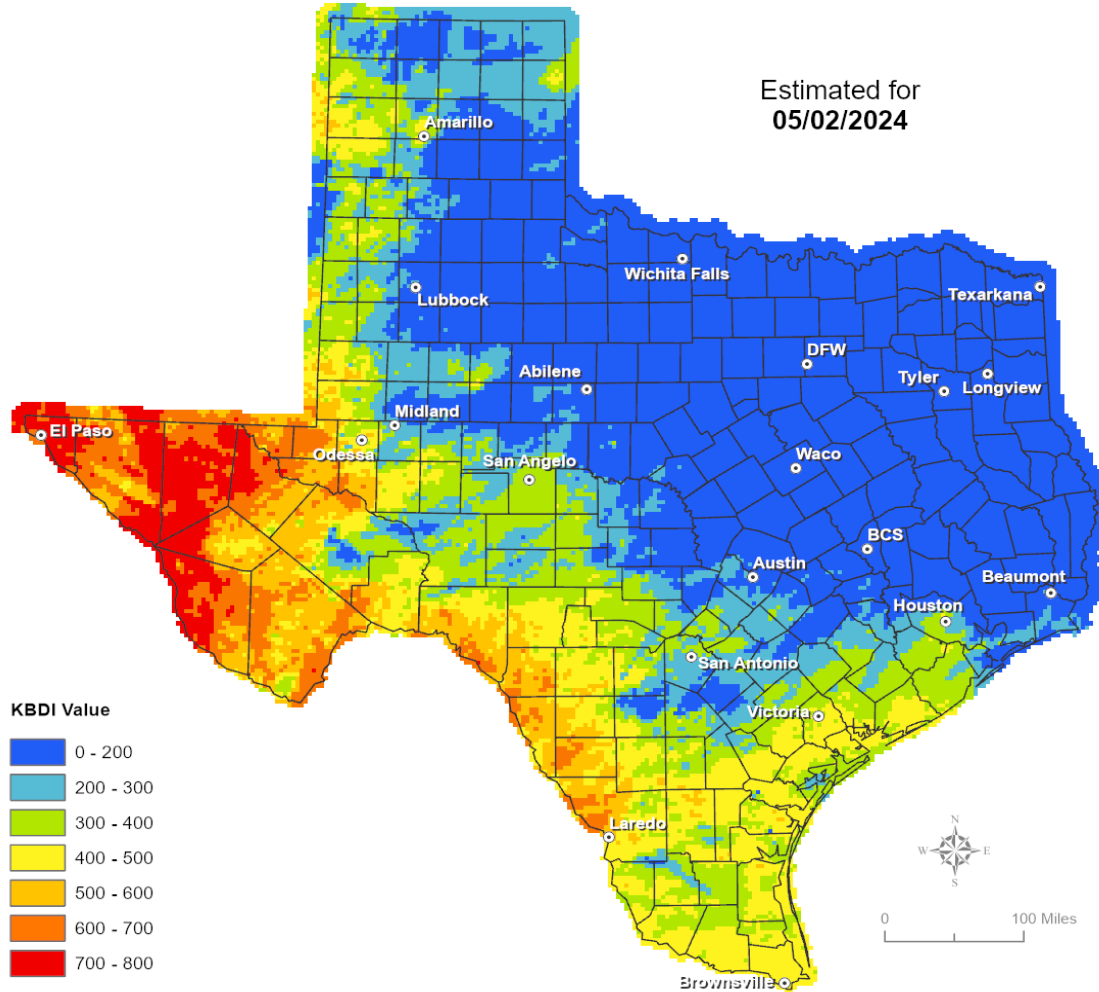 Estimated for
05/02/2024
Amarillo
Wichita Falls
Lubbock
Texarkana
DFW
Abilene
Tyler
Longview
Midland
El Paso
Odessa
San Angelo
Waco
BCS
Austin
Beaumont
Houston
San Antonio
Victoria
Laredo
Brownsville
KBDI Value
0 - 200
200 - 300
300 - 400
400 - 500
500 - 600
600 - 700
700 - 800
N
W E
S
0 100 Miles